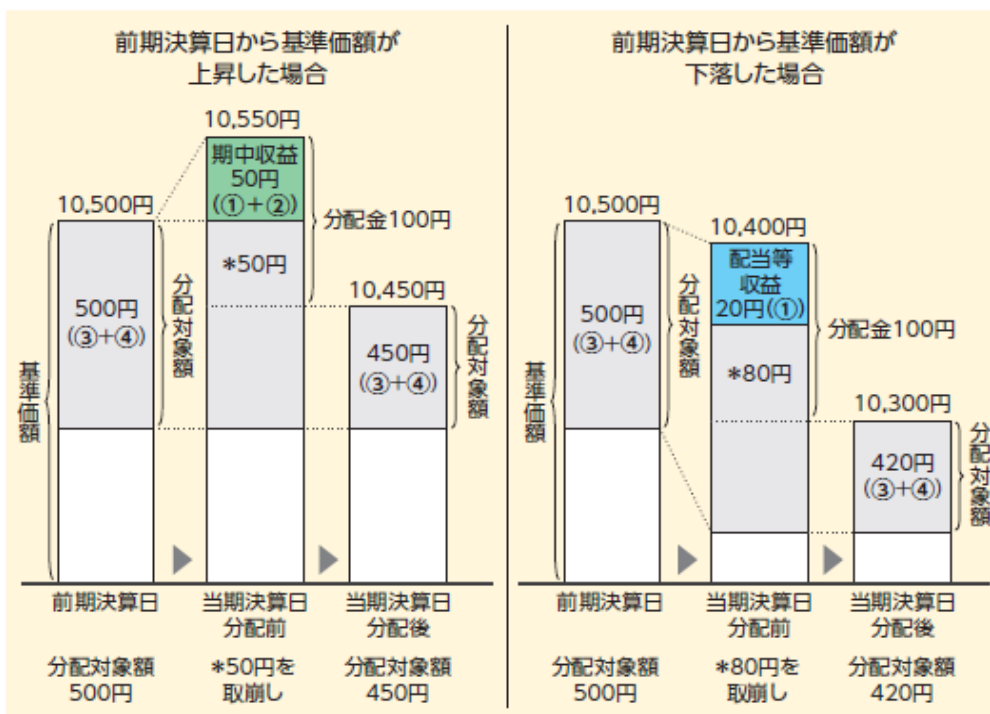 前期決算日から基準価額が
上昇した場合
10,550円
期中収益
50円
(①+②)
10,500円
分配金100円
*50円
分配対象額
500円
(③+④)
10,450円
450円
(③+④)
分配対象額
基準価額
前期決算日
当期決算日
分配前
当期決算日
分配後
分配対象額
500円
*50円を
取崩し
分配対象額
450円
前期決算日から基準価額が
下落した場合
10,500円
10,400円
配当等
収益
20円(①)
分配対象額
500円
(③+④)
分配金100円
*80円
基準価額
10,300円
420円
(③+④)
分配対象額
前期決算日
当期決算日
分配前
当期決算日
分配後
分配対象額
500円
*80円を
取崩し
分配対象額
420円